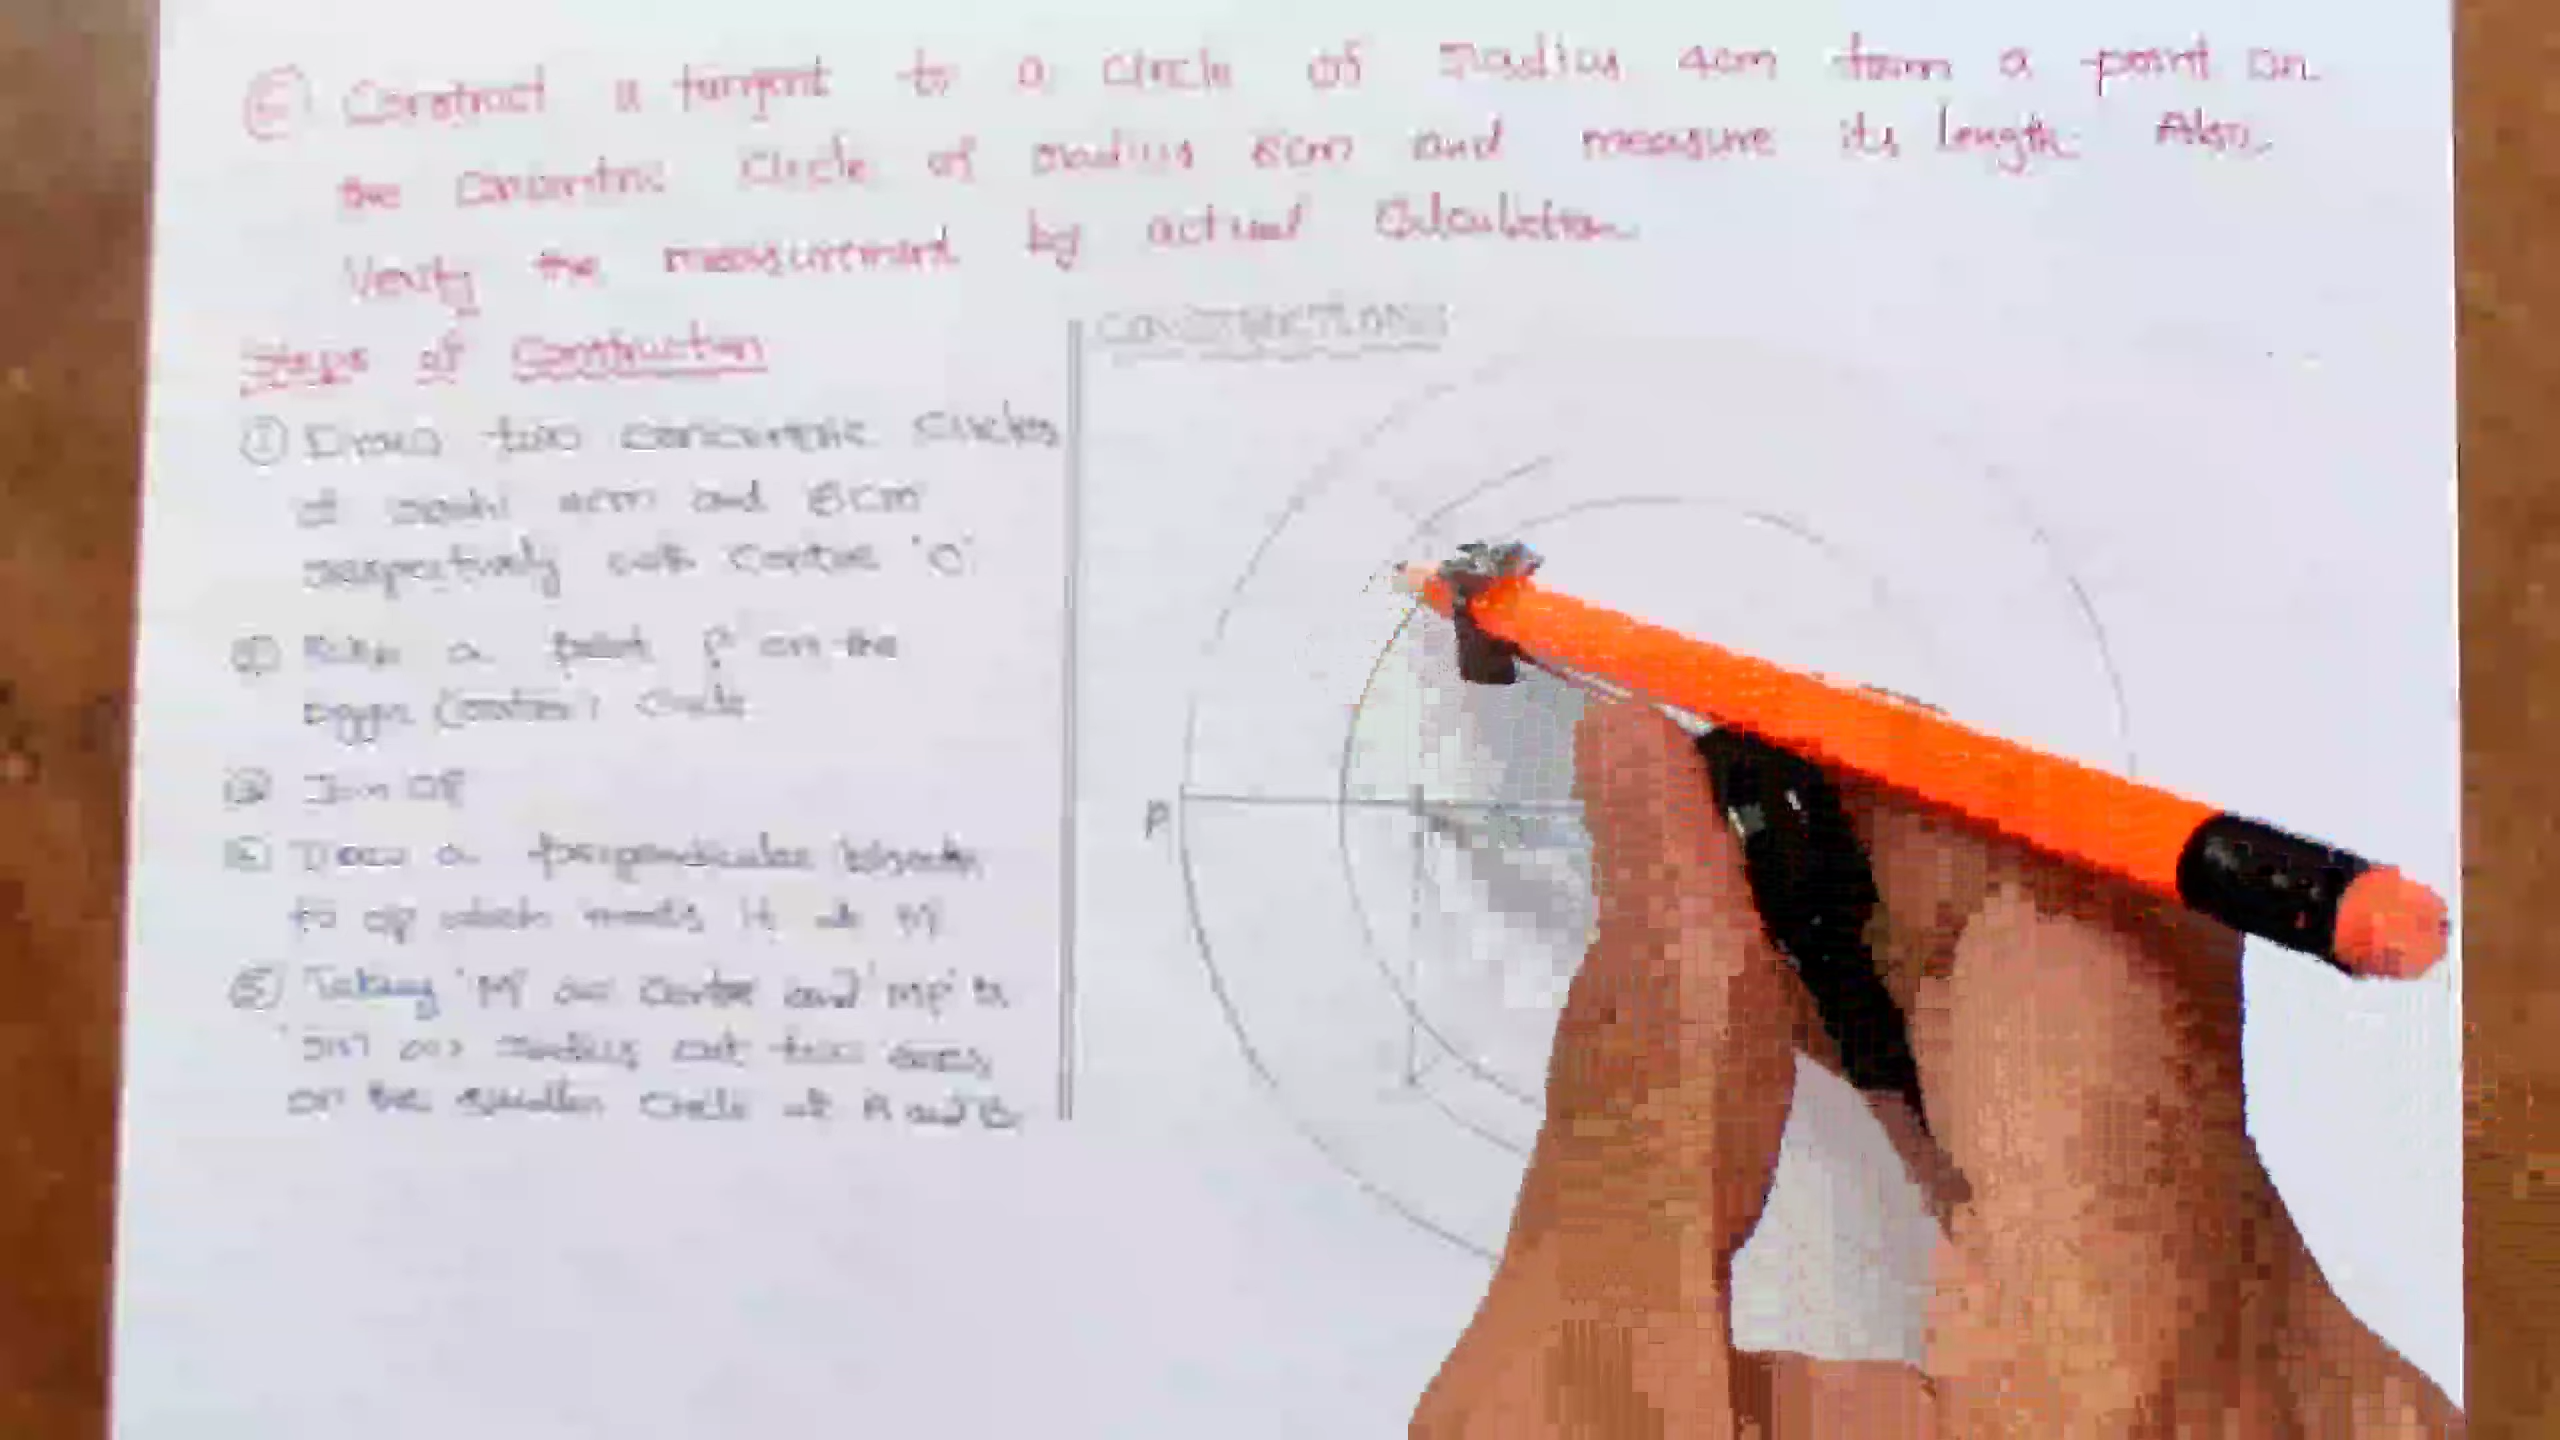 Construct a tangent to a circle of radius 4cm from a point on
the concentric circle of radius 6cm and measure its length. Also
Verify the measurement by actual Calculation.
Steps of Construction
CONSTRUCTIONS
① Draw two concentric circles
of radii 4cm and 6cm
respectively with centre 'O'
② Take a point 'P' on the
bigger circle
③ Join OP
④ Draw a perpendicular bisector
to op which meets it at M
⑤ Taking 'M' as centre and 'MP' as radius cut two arcs
on the smaller circle at A and B
P